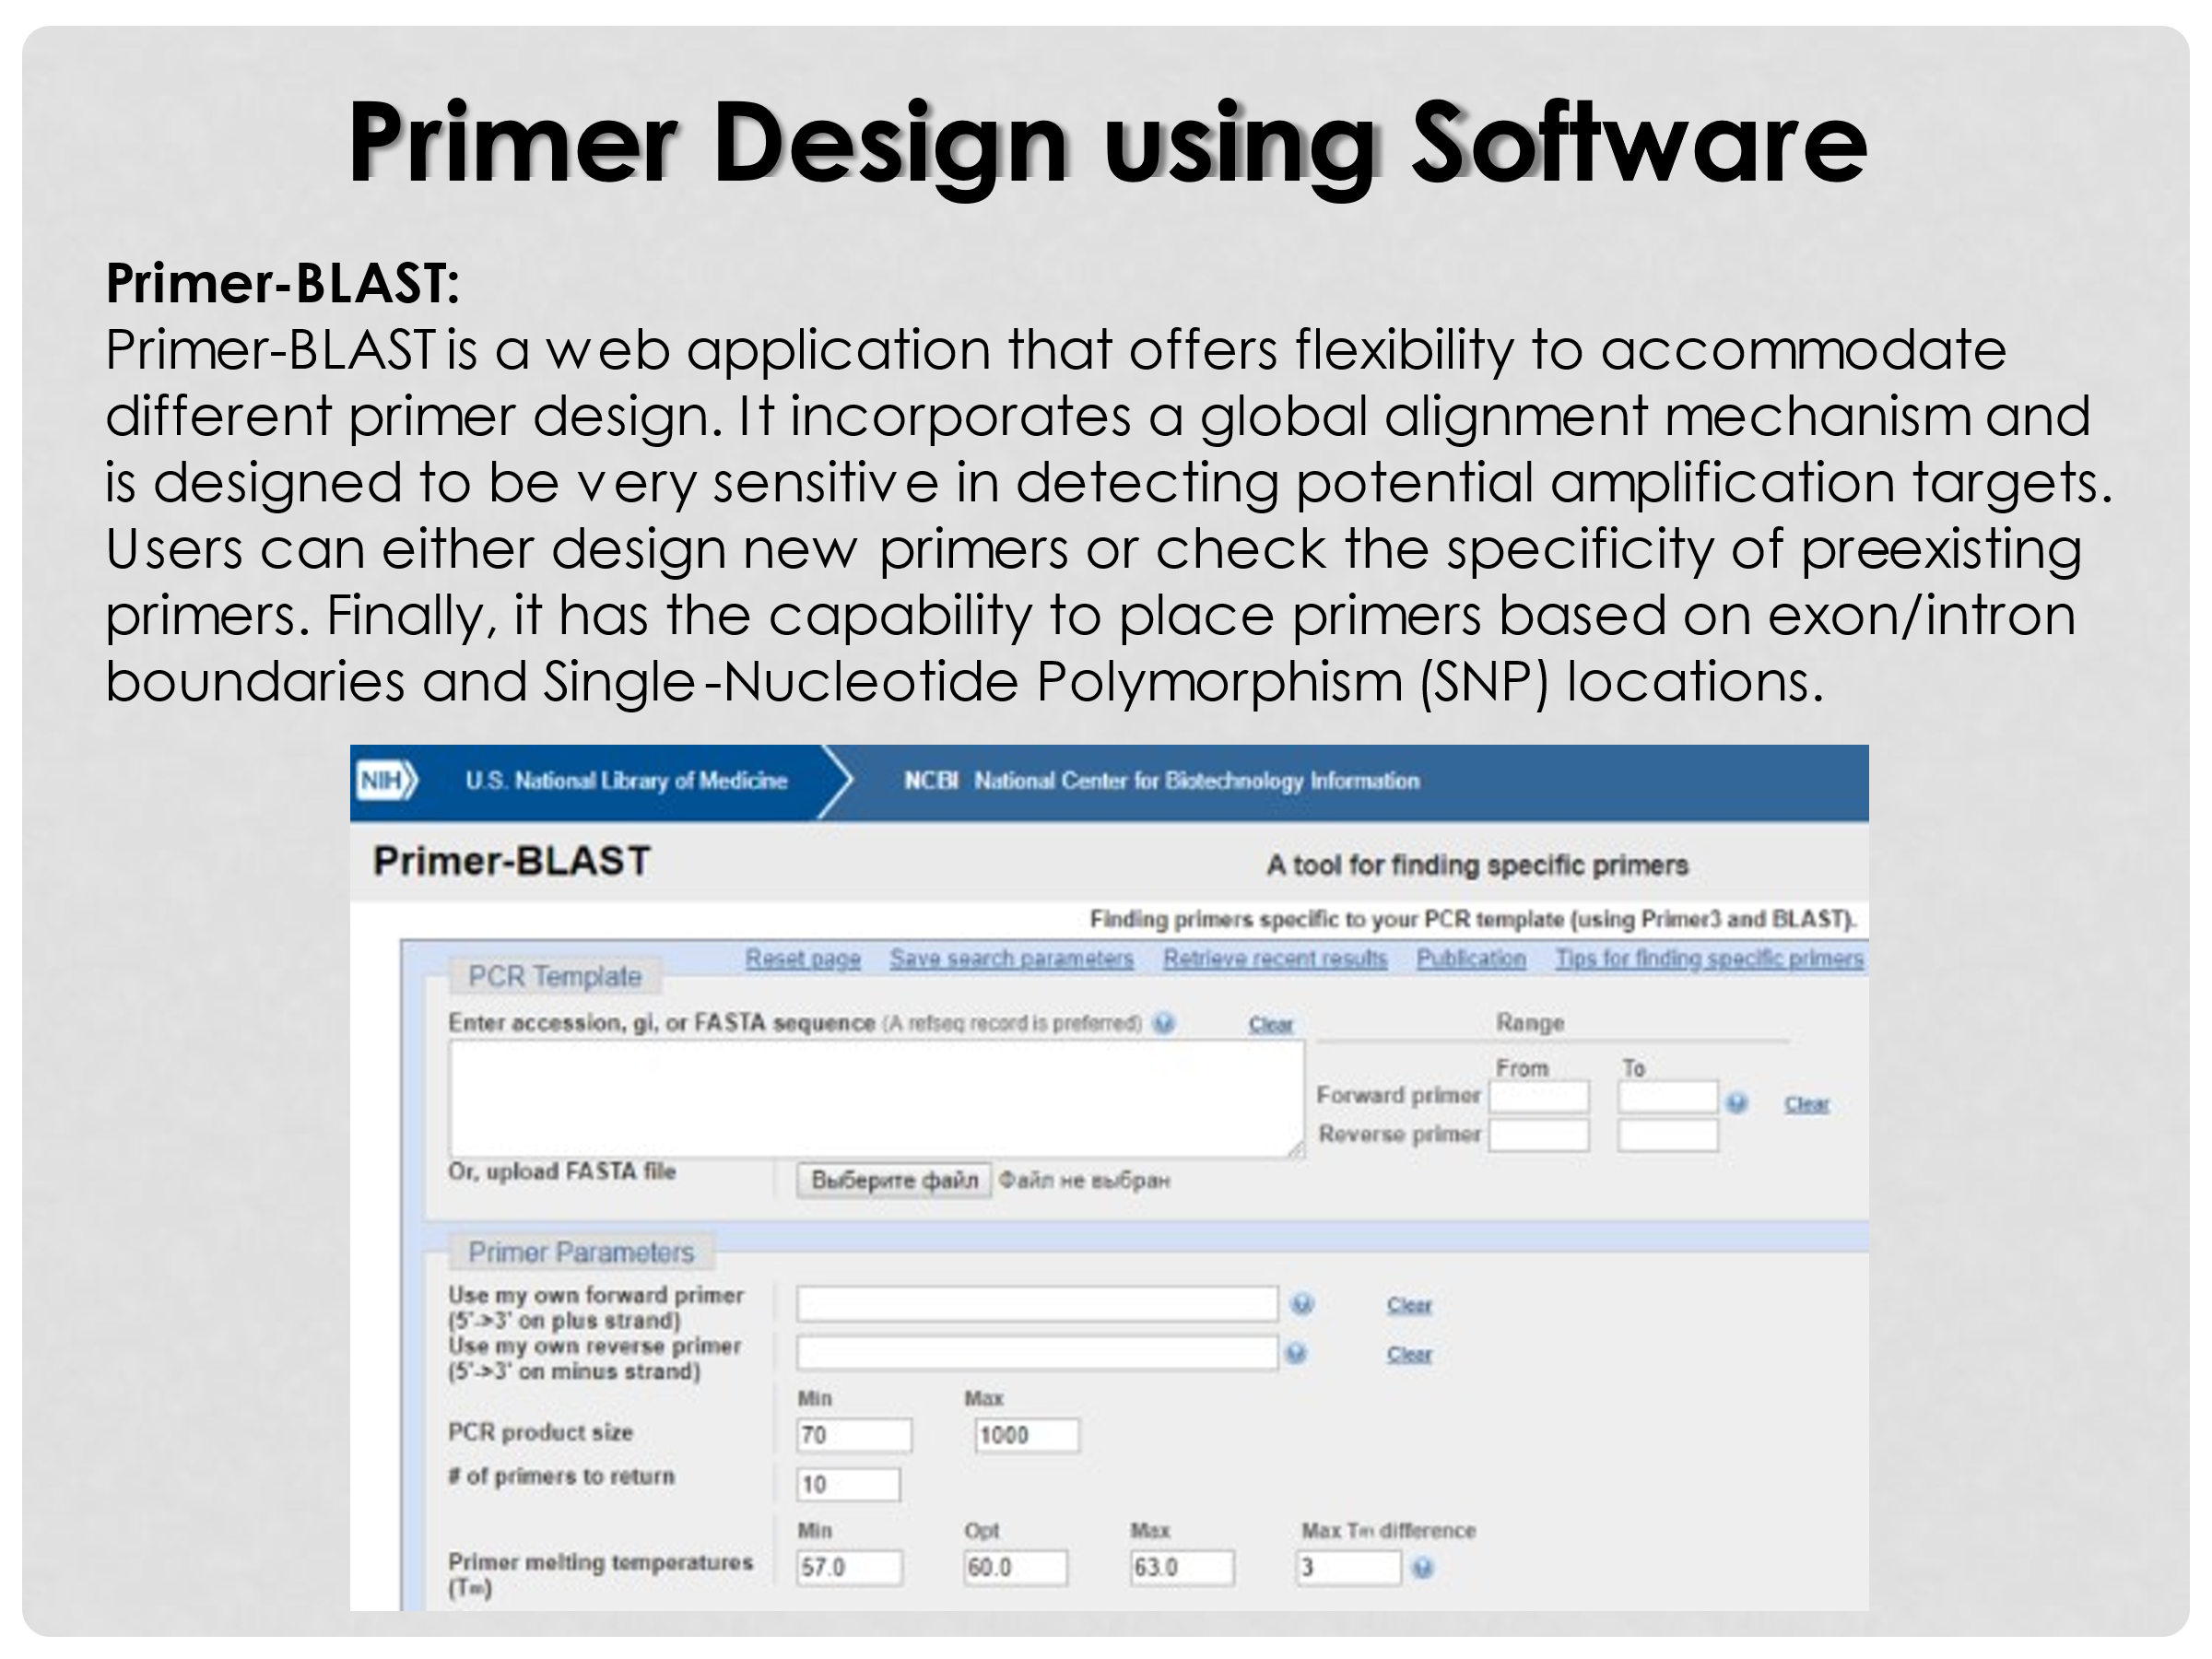 Primer Design using Software
Primer-BLAST:
Primer-BLAST is a web application that offers flexibility to accommodate
different primer design. It incorporates a global alignment mechanism and
is designed to be very sensitive in detecting potential amplification targets.
Users can either design new primers or check the specificity of preexisting
primers. Finally, it has the capability to place primers based on exon/intron
boundaries and Single-Nucleotide Polymorphism (SNP) locations.
NIH U.S. National Library of Medicine NCBI National Center for Biotechnology Information
Primer-BLAST A tool for finding specific primers
Finding primers specific to your PCR template (using Primer3 and BLAST).
Reset page Save search parameters Retrieve recent results Publication Tips for finding specific primers
PCR Template
Enter accession, gi, or FASTA sequence (A refseq record is preferred) Clear Range
From To
Forward primer Clear
Reverse primer
Or, upload FASTA file Выберите файл Файл не выбран
Primer Parameters
Use my own forward primer
(5'->3' on plus strand) Clear
Use my own reverse primer
(5'->3' on minus strand) Clear
Min Max
PCR product size 70 1000
# of primers to return 10
Min Opt Max Max Tm difference
Primer melting temperatures 57.0 60.0 63.0 3
(Tm)